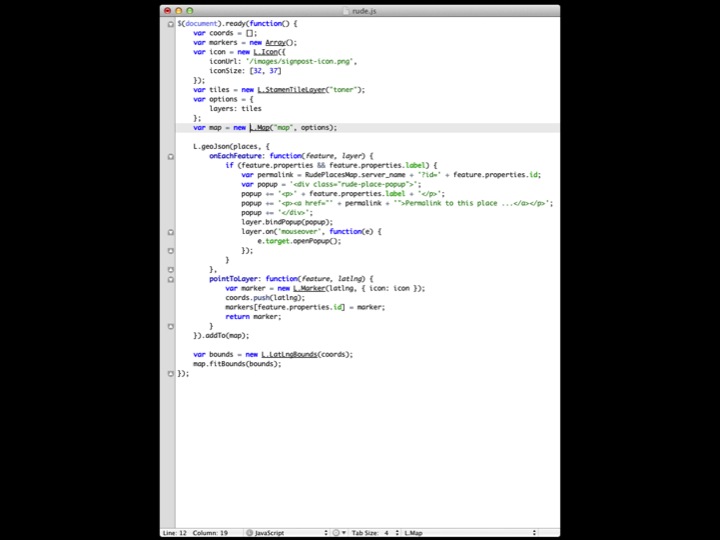 rude.js
$(document).ready(function() {
var coords = [];
var markers = new Array();
var icon = new L.Icon({
iconUrl: '/images/signpost-icon.png',
iconSize: [32, 37]
});
var tiles = new L.StamenTileLayer("toner");
var options = {
layers: tiles
};
var map = new L.Map("map", options);
L.geoJson(places, {
onEachFeature: function(feature, layer) {
if (feature.properties && feature.properties.label) {
var permalink = RudePlacesMap.server_name + '?id=' + feature.properties.id;
var popup = '<div class="rude-place-popup">';
popup += '<p>' + feature.properties.label + '</p>';
popup += '<p><a href="' + permalink + '">Permalink to this place ...</a></p>';
popup += '</div>';
layer.bindPopup(popup);
layer.on('mouseover', function(e) {
e.target.openPopup();
});
}
},
pointToLayer: function(feature, latlng) {
var marker = new L.Marker(latlng, { icon: icon });
coords.push(latlng);
markers[feature.properties.id] = marker;
return marker;
}
}).addTo(map);
var bounds = new L.LatLngBounds(coords);
map.fitBounds(bounds);
});
Line: 12 Column: 19 JavaScript Tab Size: 4 L.Map